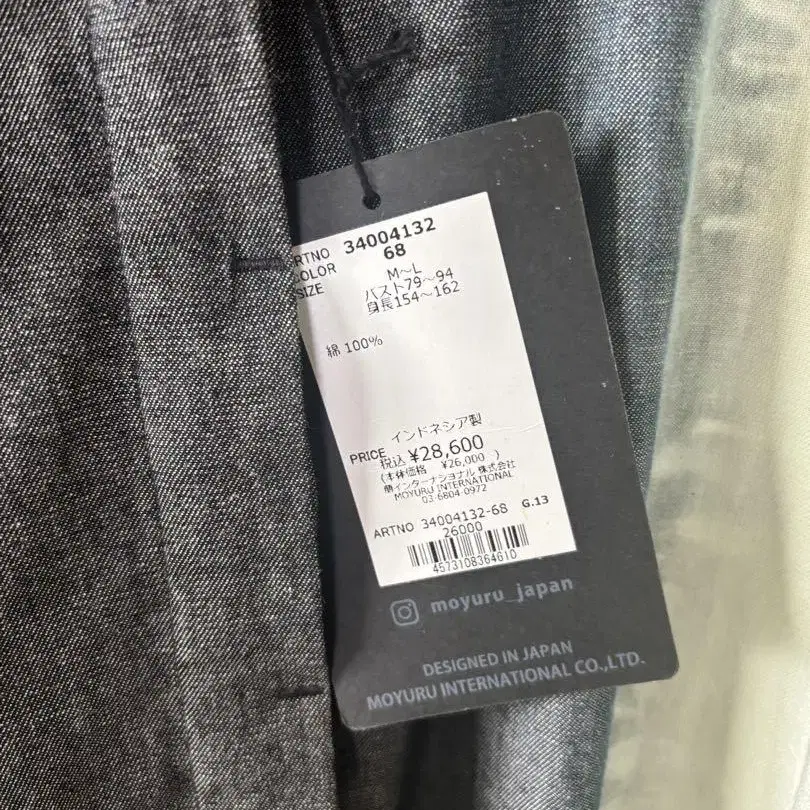 ARTNO 34004132
COLOR 68
SIZE M～L
バスト79～94
身長154～162
綿 100%
インドネシア製
PRICE 税込 ¥28,600
(本体価格 ¥26,000 )
萌インターナショナル 株式会社
MOYURU INTERNATIONAL
03-6804-0972
ARTNO 34004132-68 G.13
26000
4573108364610
moyuru_japan
DESIGNED IN JAPAN
MOYURU INTERNATIONAL CO.,LTD.